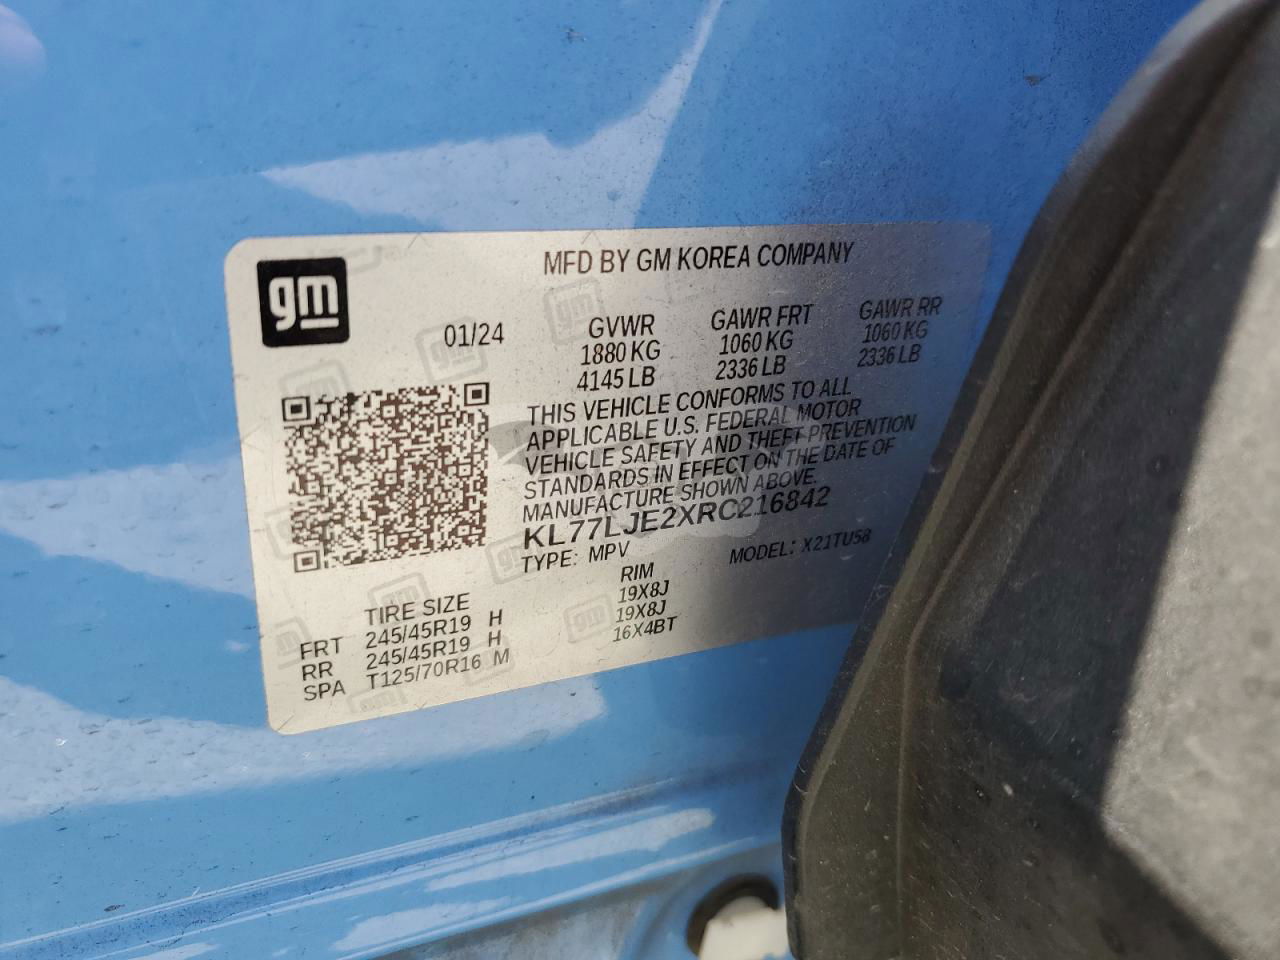 gm
MFD BY GM KOREA COMPANY
01/24
GVWR GAWR FRT GAWR RR
1880 KG 1060 KG 1060 KG
4145 LB 2336 LB 2336 LB
THIS VEHICLE CONFORMS TO ALL
APPLICABLE U.S. FEDERAL MOTOR
VEHICLE SAFETY AND THEFT PREVENTION
STANDARDS IN EFFECT ON THE DATE OF
MANUFACTURE SHOWN ABOVE.
KL77LJE2XRC216842
TYPE: MPV MODEL: X21TU58
TIRE SIZE RIM
FRT 245/45R19 H 19X8J
RR 245/45R19 H 19X8J
SPA T125/70R16 M 16X4BT